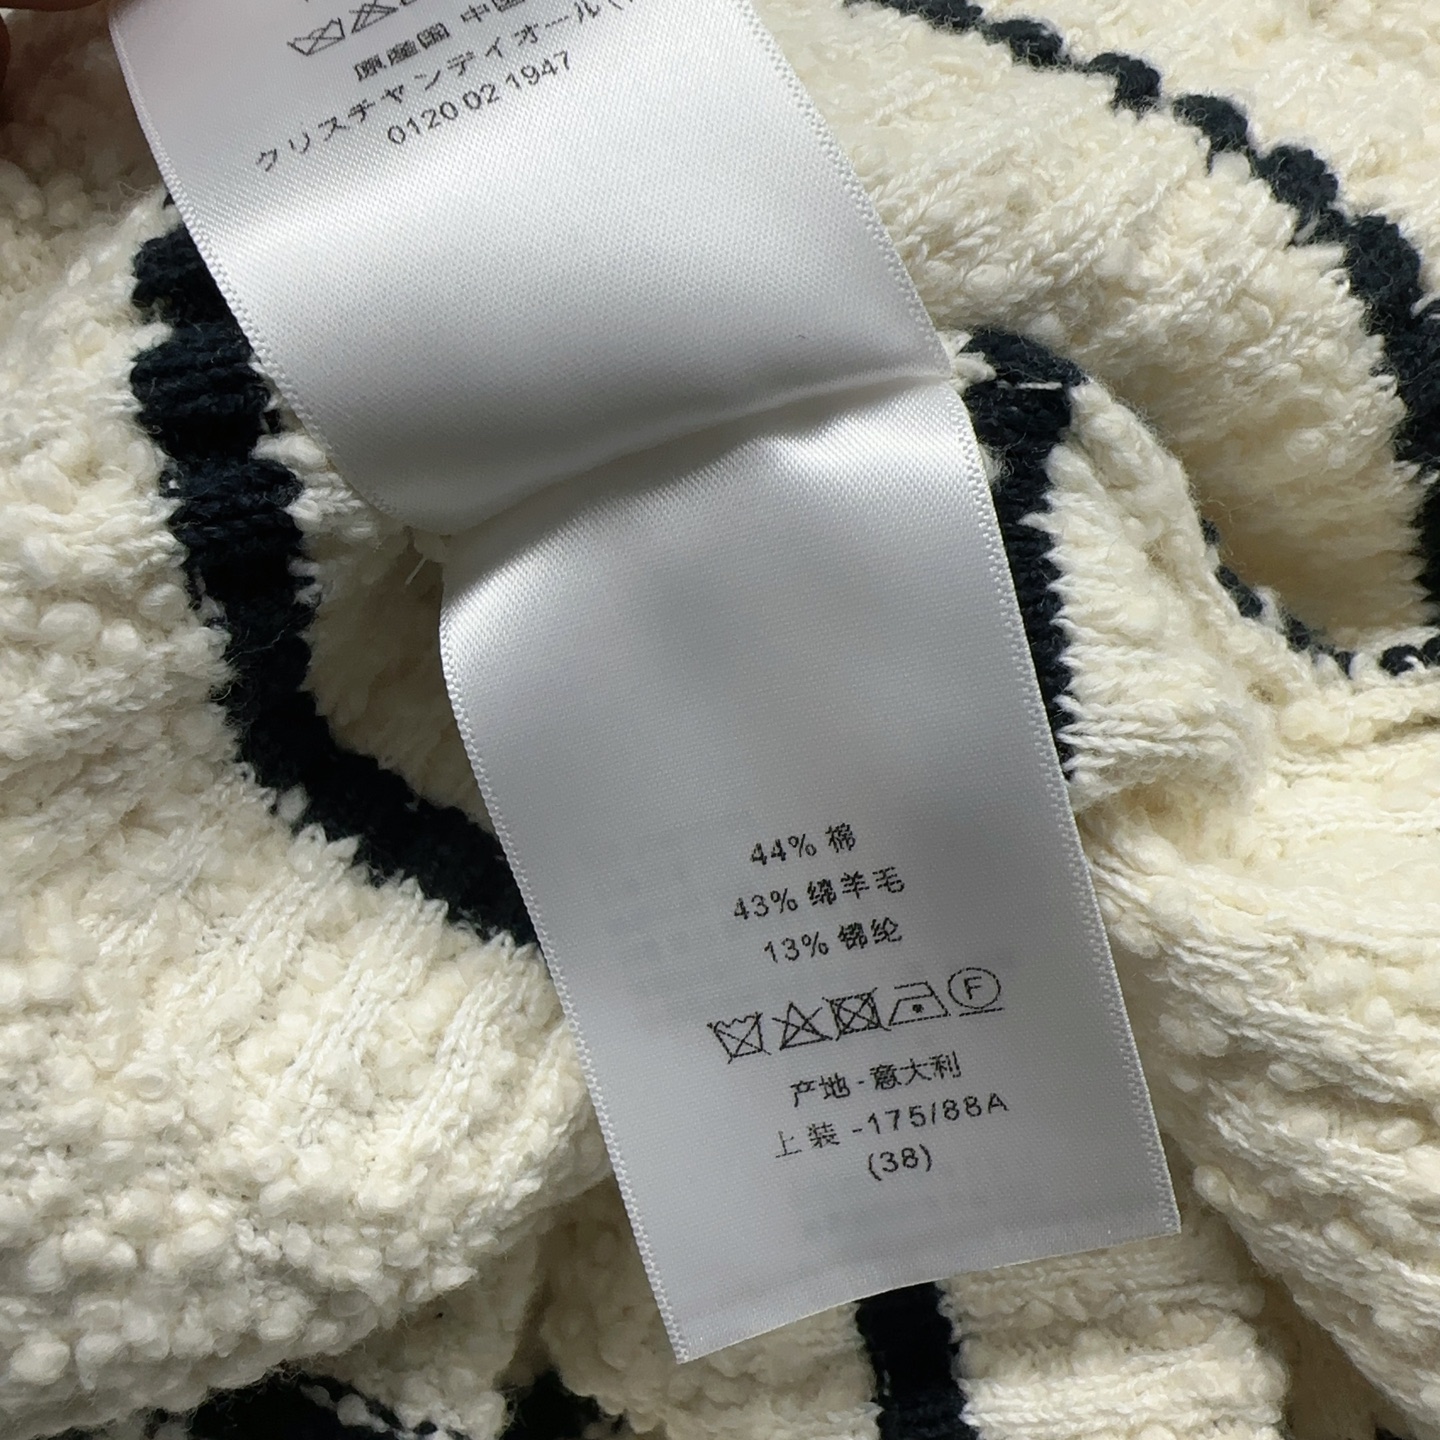 原産国 中国
クリスチャンディオール(
0120 02 1947
44% 棉
43% 绵羊毛
13% 锦纶
F
产地 - 意大利
上装 -175/88A
(38)